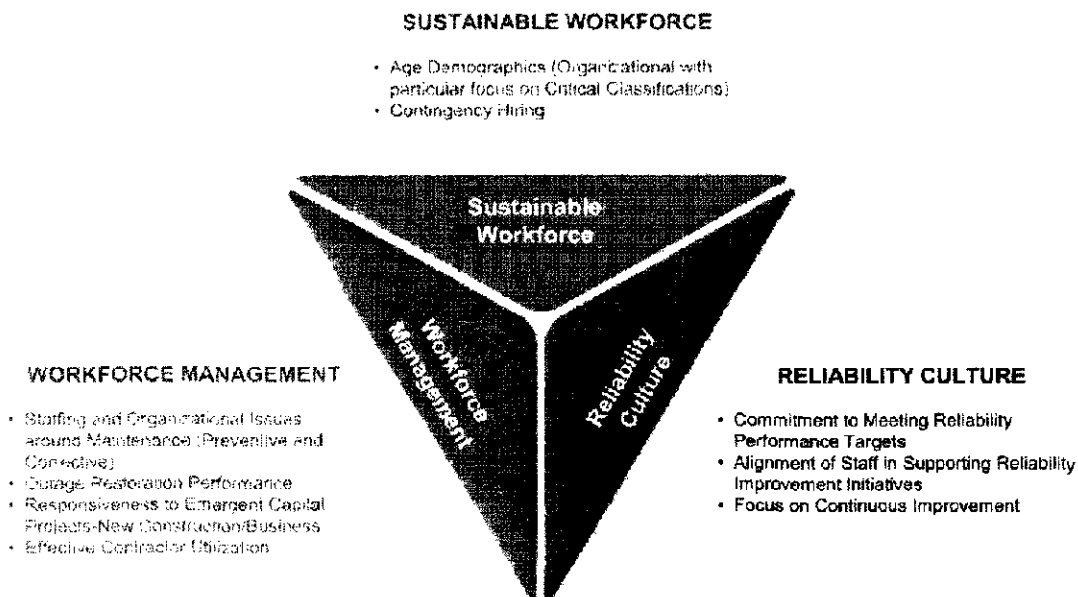 SUSTAINABLE WORKFORCE
• Age Demographics (Organizational with
particular focus on Critical Classifications)
• Contingency Hiring
Sustainable
Workforce
Workforce
Management
Reliability
Culture
WORKFORCE MANAGEMENT
• Staffing and Organizational Issues
around Maintenance (Preventive and
Corrective)
• Outage Restoration Performance
• Responsiveness to Emergent Capital
Projects-New Construction/Business
• Effective Contractor Utilization
RELIABILITY CULTURE
• Commitment to Meeting Reliability
Performance Targets
• Alignment of Staff in Supporting Reliability
Improvement Initiatives
• Focus on Continuous Improvement